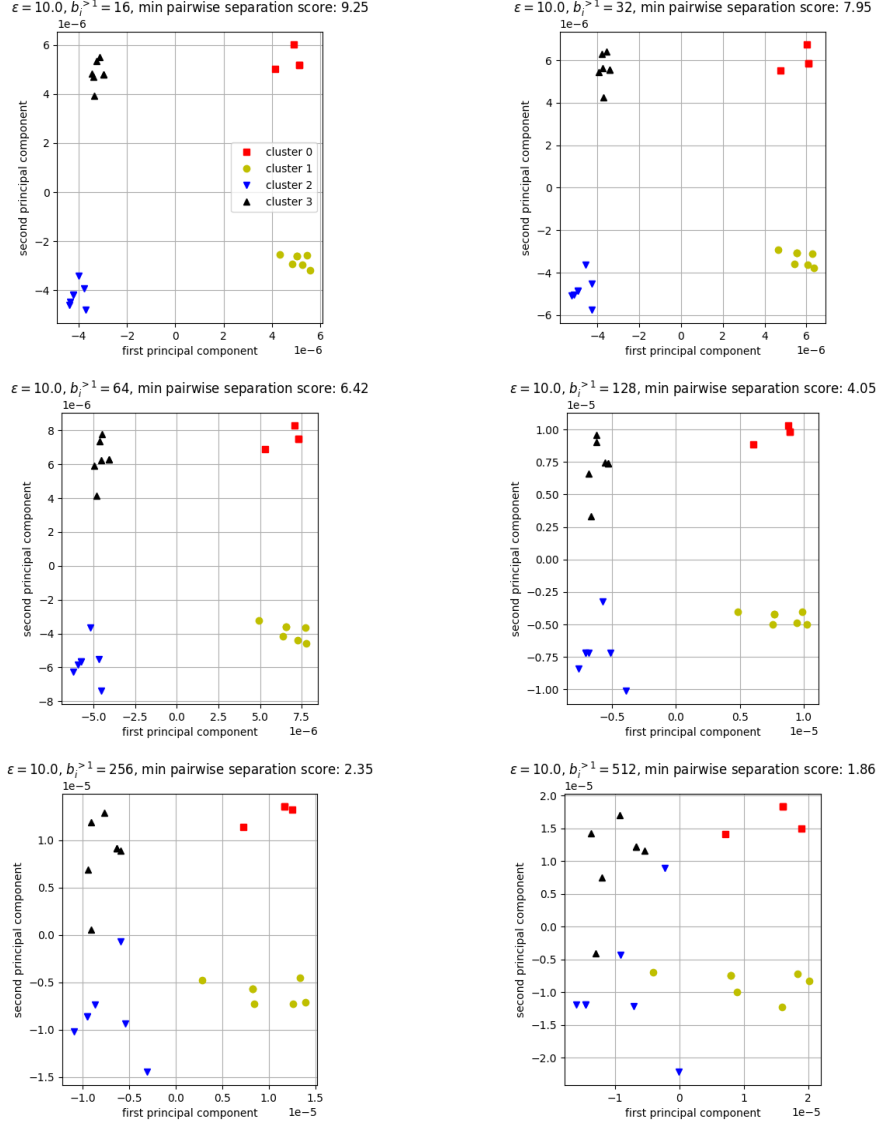 ε = 10.0, b_i^{>1} = 16, min pairwise separation score: 9.25
1e−6
6
4
2
0
−2
−4
second principal component
cluster 0
cluster 1
cluster 2
cluster 3
−4 −2 0 2 4 6
first principal component
1e−6
ε = 10.0, b_i^{>1} = 32, min pairwise separation score: 7.95
1e−6
6
4
2
0
−2
−4
−6
second principal component
−4 −2 0 2 4 6
first principal component
1e−6
ε = 10.0, b_i^{>1} = 64, min pairwise separation score: 6.42
1e−6
8
6
4
2
0
−2
−4
−6
−8
second principal component
−5.0 −2.5 0.0 2.5 5.0 7.5
first principal component
1e−6
ε = 10.0, b_i^{>1} = 128, min pairwise separation score: 4.05
1e−5
1.00
0.75
0.50
0.25
0.00
−0.25
−0.50
−0.75
−1.00
second principal component
−0.5 0.0 0.5 1.0
first principal component
1e−5
ε = 10.0, b_i^{>1} = 256, min pairwise separation score: 2.35
1e−5
1.0
0.5
0.0
−0.5
−1.0
−1.5
second principal component
−1.0 −0.5 0.0 0.5 1.0 1.5
first principal component
1e−5
ε = 10.0, b_i^{>1} = 512, min pairwise separation score: 1.86
1e−5
2.0
1.5
1.0
0.5
0.0
−0.5
−1.0
−1.5
−2.0
second principal component
−1 0 1 2
first principal component
1e−5